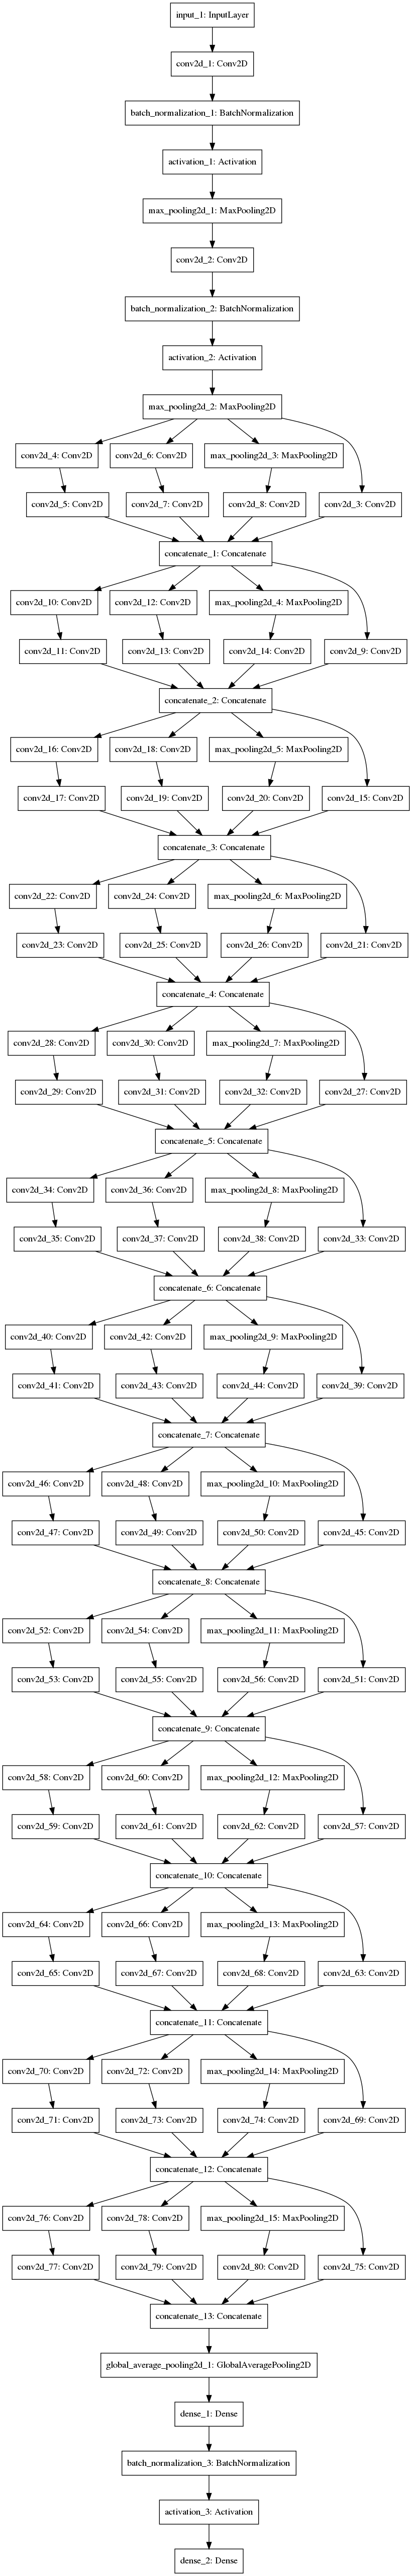 input_1: InputLayer
conv2d_1: Conv2D
batch_normalization_1: BatchNormalization
activation_1: Activation
max_pooling2d_1: MaxPooling2D
conv2d_2: Conv2D
batch_normalization_2: BatchNormalization
activation_2: Activation
max_pooling2d_2: MaxPooling2D
conv2d_4: Conv2D conv2d_6: Conv2D max_pooling2d_3: MaxPooling2D
conv2d_5: Conv2D conv2d_7: Conv2D conv2d_8: Conv2D conv2d_3: Conv2D
concatenate_1: Concatenate
conv2d_10: Conv2D conv2d_12: Conv2D max_pooling2d_4: MaxPooling2D
conv2d_11: Conv2D conv2d_13: Conv2D conv2d_14: Conv2D conv2d_9: Conv2D
concatenate_2: Concatenate
conv2d_16: Conv2D conv2d_18: Conv2D max_pooling2d_5: MaxPooling2D
conv2d_17: Conv2D conv2d_19: Conv2D conv2d_20: Conv2D conv2d_15: Conv2D
concatenate_3: Concatenate
conv2d_22: Conv2D conv2d_24: Conv2D max_pooling2d_6: MaxPooling2D
conv2d_23: Conv2D conv2d_25: Conv2D conv2d_26: Conv2D conv2d_21: Conv2D
concatenate_4: Concatenate
conv2d_28: Conv2D conv2d_30: Conv2D max_pooling2d_7: MaxPooling2D
conv2d_29: Conv2D conv2d_31: Conv2D conv2d_32: Conv2D conv2d_27: Conv2D
concatenate_5: Concatenate
conv2d_34: Conv2D conv2d_36: Conv2D max_pooling2d_8: MaxPooling2D
conv2d_35: Conv2D conv2d_37: Conv2D conv2d_38: Conv2D conv2d_33: Conv2D
concatenate_6: Concatenate
conv2d_40: Conv2D conv2d_42: Conv2D max_pooling2d_9: MaxPooling2D
conv2d_41: Conv2D conv2d_43: Conv2D conv2d_44: Conv2D conv2d_39: Conv2D
concatenate_7: Concatenate
conv2d_46: Conv2D conv2d_48: Conv2D max_pooling2d_10: MaxPooling2D
conv2d_47: Conv2D conv2d_49: Conv2D conv2d_50: Conv2D conv2d_45: Conv2D
concatenate_8: Concatenate
conv2d_52: Conv2D conv2d_54: Conv2D max_pooling2d_11: MaxPooling2D
conv2d_53: Conv2D conv2d_55: Conv2D conv2d_56: Conv2D conv2d_51: Conv2D
concatenate_9: Concatenate
conv2d_58: Conv2D conv2d_60: Conv2D max_pooling2d_12: MaxPooling2D
conv2d_59: Conv2D conv2d_61: Conv2D conv2d_62: Conv2D conv2d_57: Conv2D
concatenate_10: Concatenate
conv2d_64: Conv2D conv2d_66: Conv2D max_pooling2d_13: MaxPooling2D
conv2d_65: Conv2D conv2d_67: Conv2D conv2d_68: Conv2D conv2d_63: Conv2D
concatenate_11: Concatenate
conv2d_70: Conv2D conv2d_72: Conv2D max_pooling2d_14: MaxPooling2D
conv2d_71: Conv2D conv2d_73: Conv2D conv2d_74: Conv2D conv2d_69: Conv2D
concatenate_12: Concatenate
conv2d_76: Conv2D conv2d_78: Conv2D max_pooling2d_15: MaxPooling2D
conv2d_77: Conv2D conv2d_79: Conv2D conv2d_80: Conv2D conv2d_75: Conv2D
concatenate_13: Concatenate
global_average_pooling2d_1: GlobalAveragePooling2D
dense_1: Dense
batch_normalization_3: BatchNormalization
activation_3: Activation
dense_2: Dense